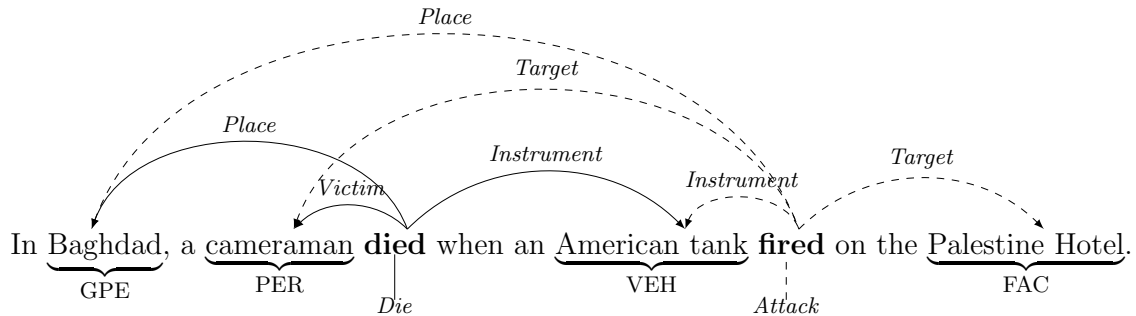 Place
Target
Place
Instrument
Target
Victim
Instrument
In Baghdad, a cameraman died when an American tank fired on the Palestine Hotel.
GPE PER VEH FAC
Die Attack